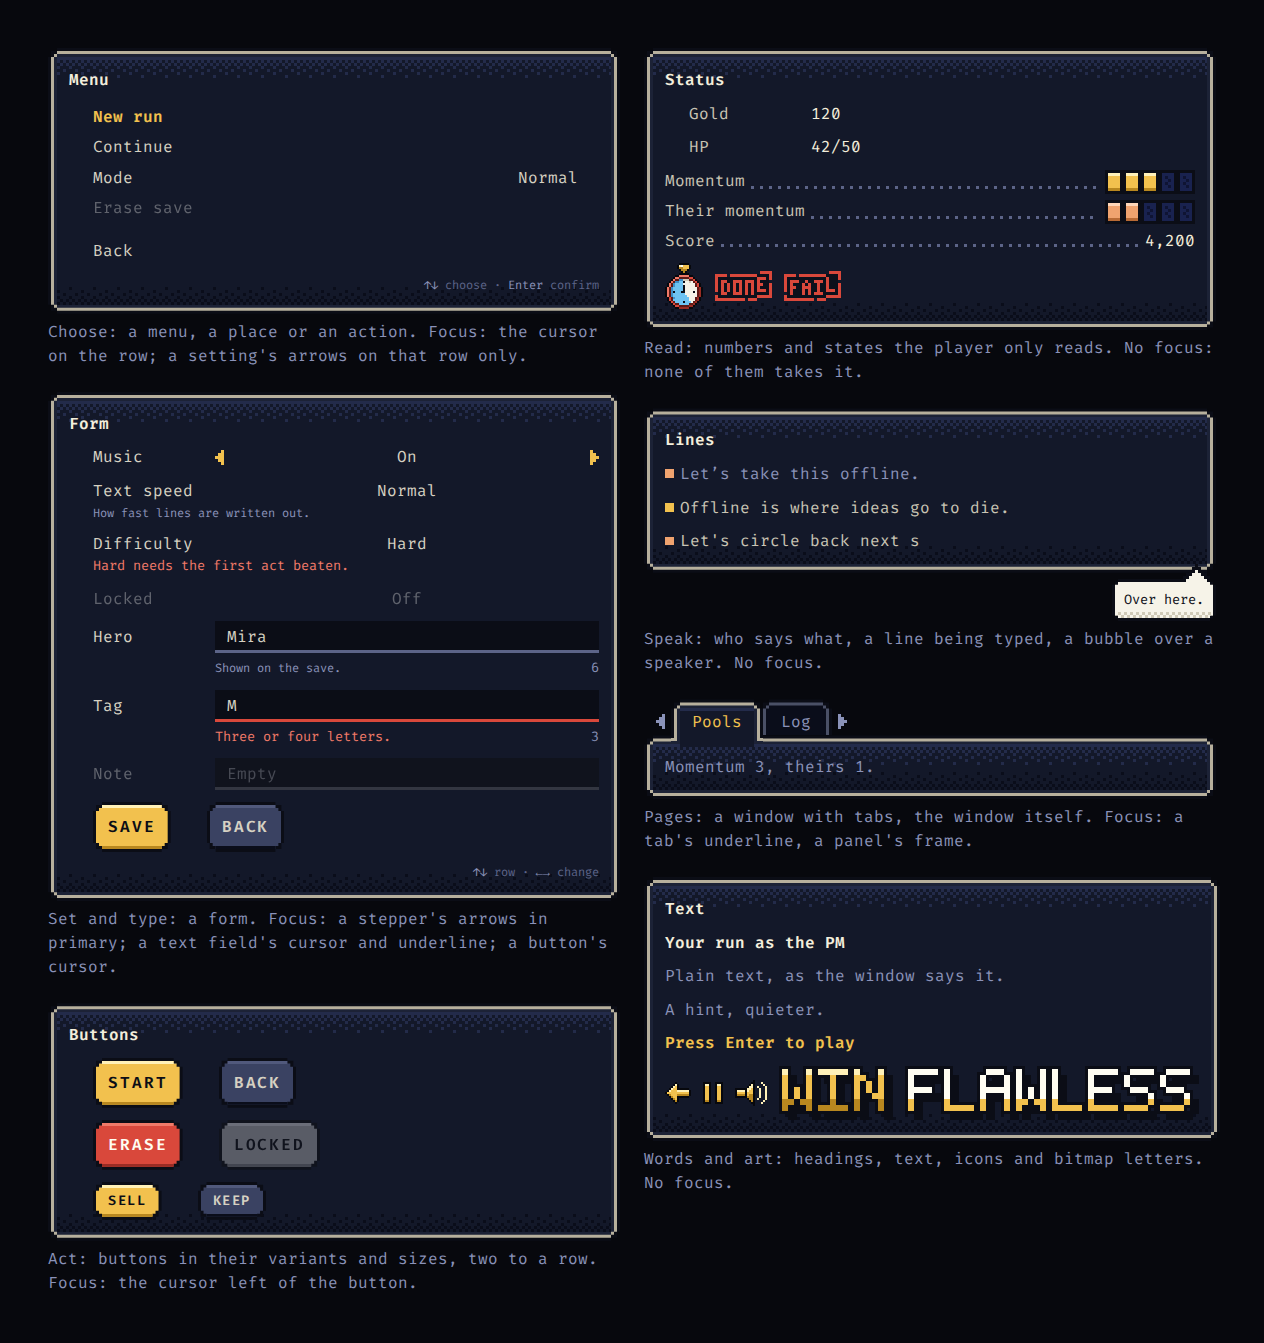 Menu
New run
Continue
Mode Normal
Erase save
Back
↑↓ choose · Enter confirm
Choose: a menu, a place or an action. Focus: the cursor
on the row; a setting's arrows on that row only.
Form
Music On
Text speed Normal
How fast lines are written out.
Difficulty Hard
Hard needs the first act beaten.
Locked Off
Hero Mira
Shown on the save. 6
Tag M
Three or four letters. 3
Note Empty
SAVE BACK
↑↓ row · ←→ change
Set and type: a form. Focus: a stepper's arrows in
primary; a text field's cursor and underline; a button's
cursor.
Buttons
START BACK
ERASE LOCKED
SELL KEEP
Act: buttons in their variants and sizes, two to a row.
Focus: the cursor left of the button.
Status
Gold 120
HP 42/50
Momentum
Their momentum
Score 4,200
DONE FAIL
Read: numbers and states the player only reads. No focus:
none of them takes it.
Lines
Let’s take this offline.
Offline is where ideas go to die.
Let's circle back next s
Over here.
Speak: who says what, a line being typed, a bubble over a
speaker. No focus.
Pools Log
Momentum 3, theirs 1.
Pages: a window with tabs, the window itself. Focus: a
tab's underline, a panel's frame.
Text
Your run as the PM
Plain text, as the window says it.
A hint, quieter.
Press Enter to play
WIN FLAWLESS
Words and art: headings, text, icons and bitmap letters.
No focus.